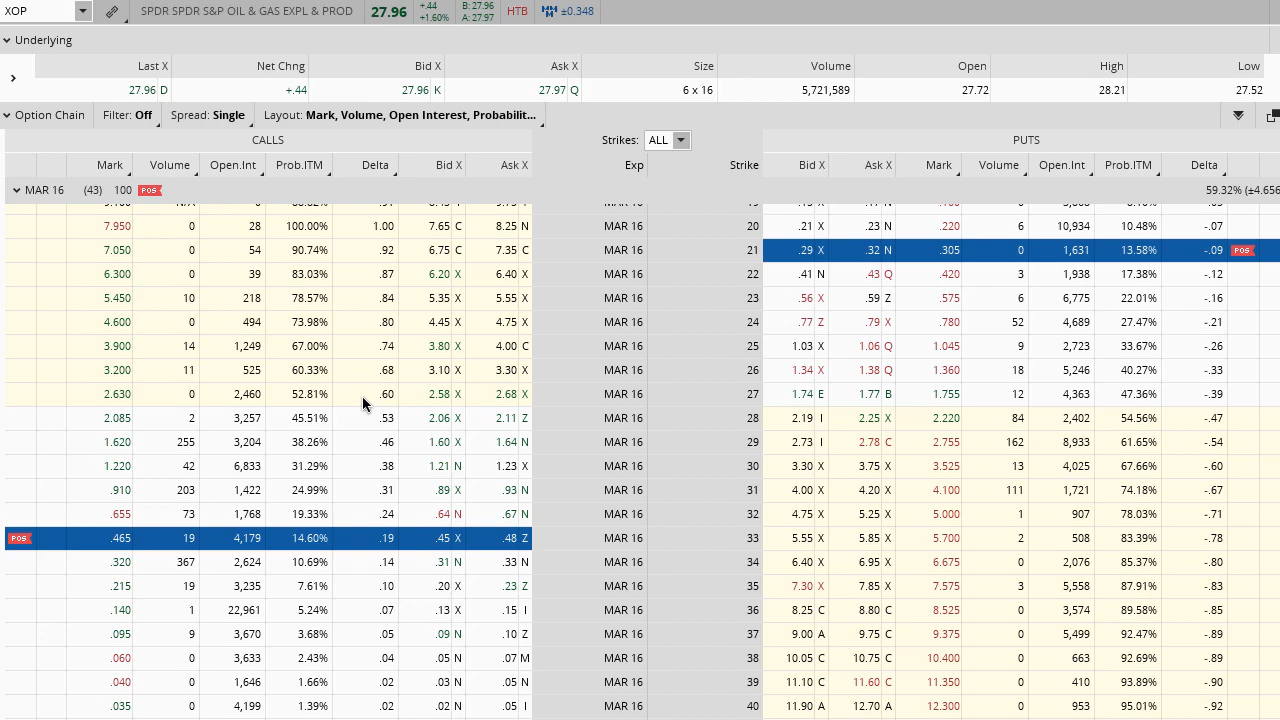 XOP SPDR SPDR S&P OIL & GAS EXPL & PROD 27.96 +.44 +1.60% B: 27.96 A: 27.97 HTB MM ±0.348
Underlying
Last X Net Chng Bid X Ask X Size Volume Open High Low
27.96 D +.44 27.96 K 27.97 Q 6 x 16 5,721,589 27.72 28.21 27.52
Option Chain Filter: Off Spread: Single Layout: Mark, Volume, Open Interest, Probabilit...
CALLS Strikes: ALL PUTS
Mark Volume Open.Int Prob.ITM Delta Bid X Ask X Exp Strike Bid X Ask X Mark Volume Open.Int Prob.ITM Delta
MAR 16 (43) 100 POS 59.32% (±4.656
7.950 0 28 100.00% 1.00 7.65 C 8.25 N MAR 16 20 .21 X .23 N .220 6 10,934 10.48% -.07
7.050 0 54 90.74% .92 6.75 C 7.35 C MAR 16 21 .29 X .32 N .305 0 1,631 13.58% -.09 POS
6.300 0 39 83.03% .87 6.20 X 6.40 X MAR 16 22 .41 N .43 Q .420 3 1,938 17.38% -.12
5.450 10 218 78.57% .84 5.35 X 5.55 X MAR 16 23 .56 X .59 Z .575 6 6,775 22.01% -.16
4.600 0 494 73.98% .80 4.45 X 4.75 X MAR 16 24 .77 Z .79 X .780 52 4,689 27.47% -.21
3.900 14 1,249 67.00% .74 3.80 X 4.00 C MAR 16 25 1.03 X 1.06 Q 1.045 9 2,723 33.67% -.26
3.200 11 525 60.33% .68 3.10 X 3.30 X MAR 16 26 1.34 X 1.38 Q 1.360 18 5,246 40.27% -.33
2.630 0 2,460 52.81% .60 2.58 X 2.68 X MAR 16 27 1.74 E 1.77 B 1.755 12 4,363 47.36% -.39
2.085 2 3,257 45.51% .53 2.06 X 2.11 Z MAR 16 28 2.19 I 2.25 X 2.220 84 2,402 54.56% -.47
1.620 255 3,204 38.26% .46 1.60 X 1.64 N MAR 16 29 2.73 I 2.78 C 2.755 162 8,933 61.65% -.54
1.220 42 6,833 31.29% .38 1.21 N 1.23 X MAR 16 30 3.30 X 3.75 X 3.525 13 4,025 67.66% -.60
.910 203 1,422 24.99% .31 .89 X .93 N MAR 16 31 4.00 X 4.20 X 4.100 111 1,721 74.18% -.67
.655 73 1,768 19.33% .24 .64 N .67 N MAR 16 32 4.75 X 5.25 X 5.000 1 907 78.03% -.71
POS .465 19 4,179 14.60% .19 .45 X .48 Z MAR 16 33 5.55 X 5.85 X 5.700 2 508 83.39% -.78
.320 367 2,624 10.69% .14 .31 N .33 N MAR 16 34 6.40 X 6.95 X 6.675 0 2,076 85.37% -.80
.215 19 3,235 7.61% .10 .20 X .23 Z MAR 16 35 7.30 X 7.85 X 7.575 3 5,558 87.91% -.83
.140 1 22,961 5.24% .07 .13 X .15 I MAR 16 36 8.25 C 8.80 C 8.525 0 3,574 89.58% -.85
.095 9 3,670 3.68% .05 .09 N .10 Z MAR 16 37 9.00 A 9.75 C 9.375 0 5,499 92.47% -.89
.060 0 3,633 2.43% .04 .05 N .07 M MAR 16 38 10.05 C 10.75 C 10.400 0 663 92.69% -.89
.040 0 1,646 1.66% .02 .03 N .05 N MAR 16 39 11.10 C 11.60 C 11.350 0 410 93.89% -.90
.035 0 4,199 1.39% .02 .02 N .05 I MAR 16 40 11.90 A 12.70 A 12.300 0 953 95.01% -.92